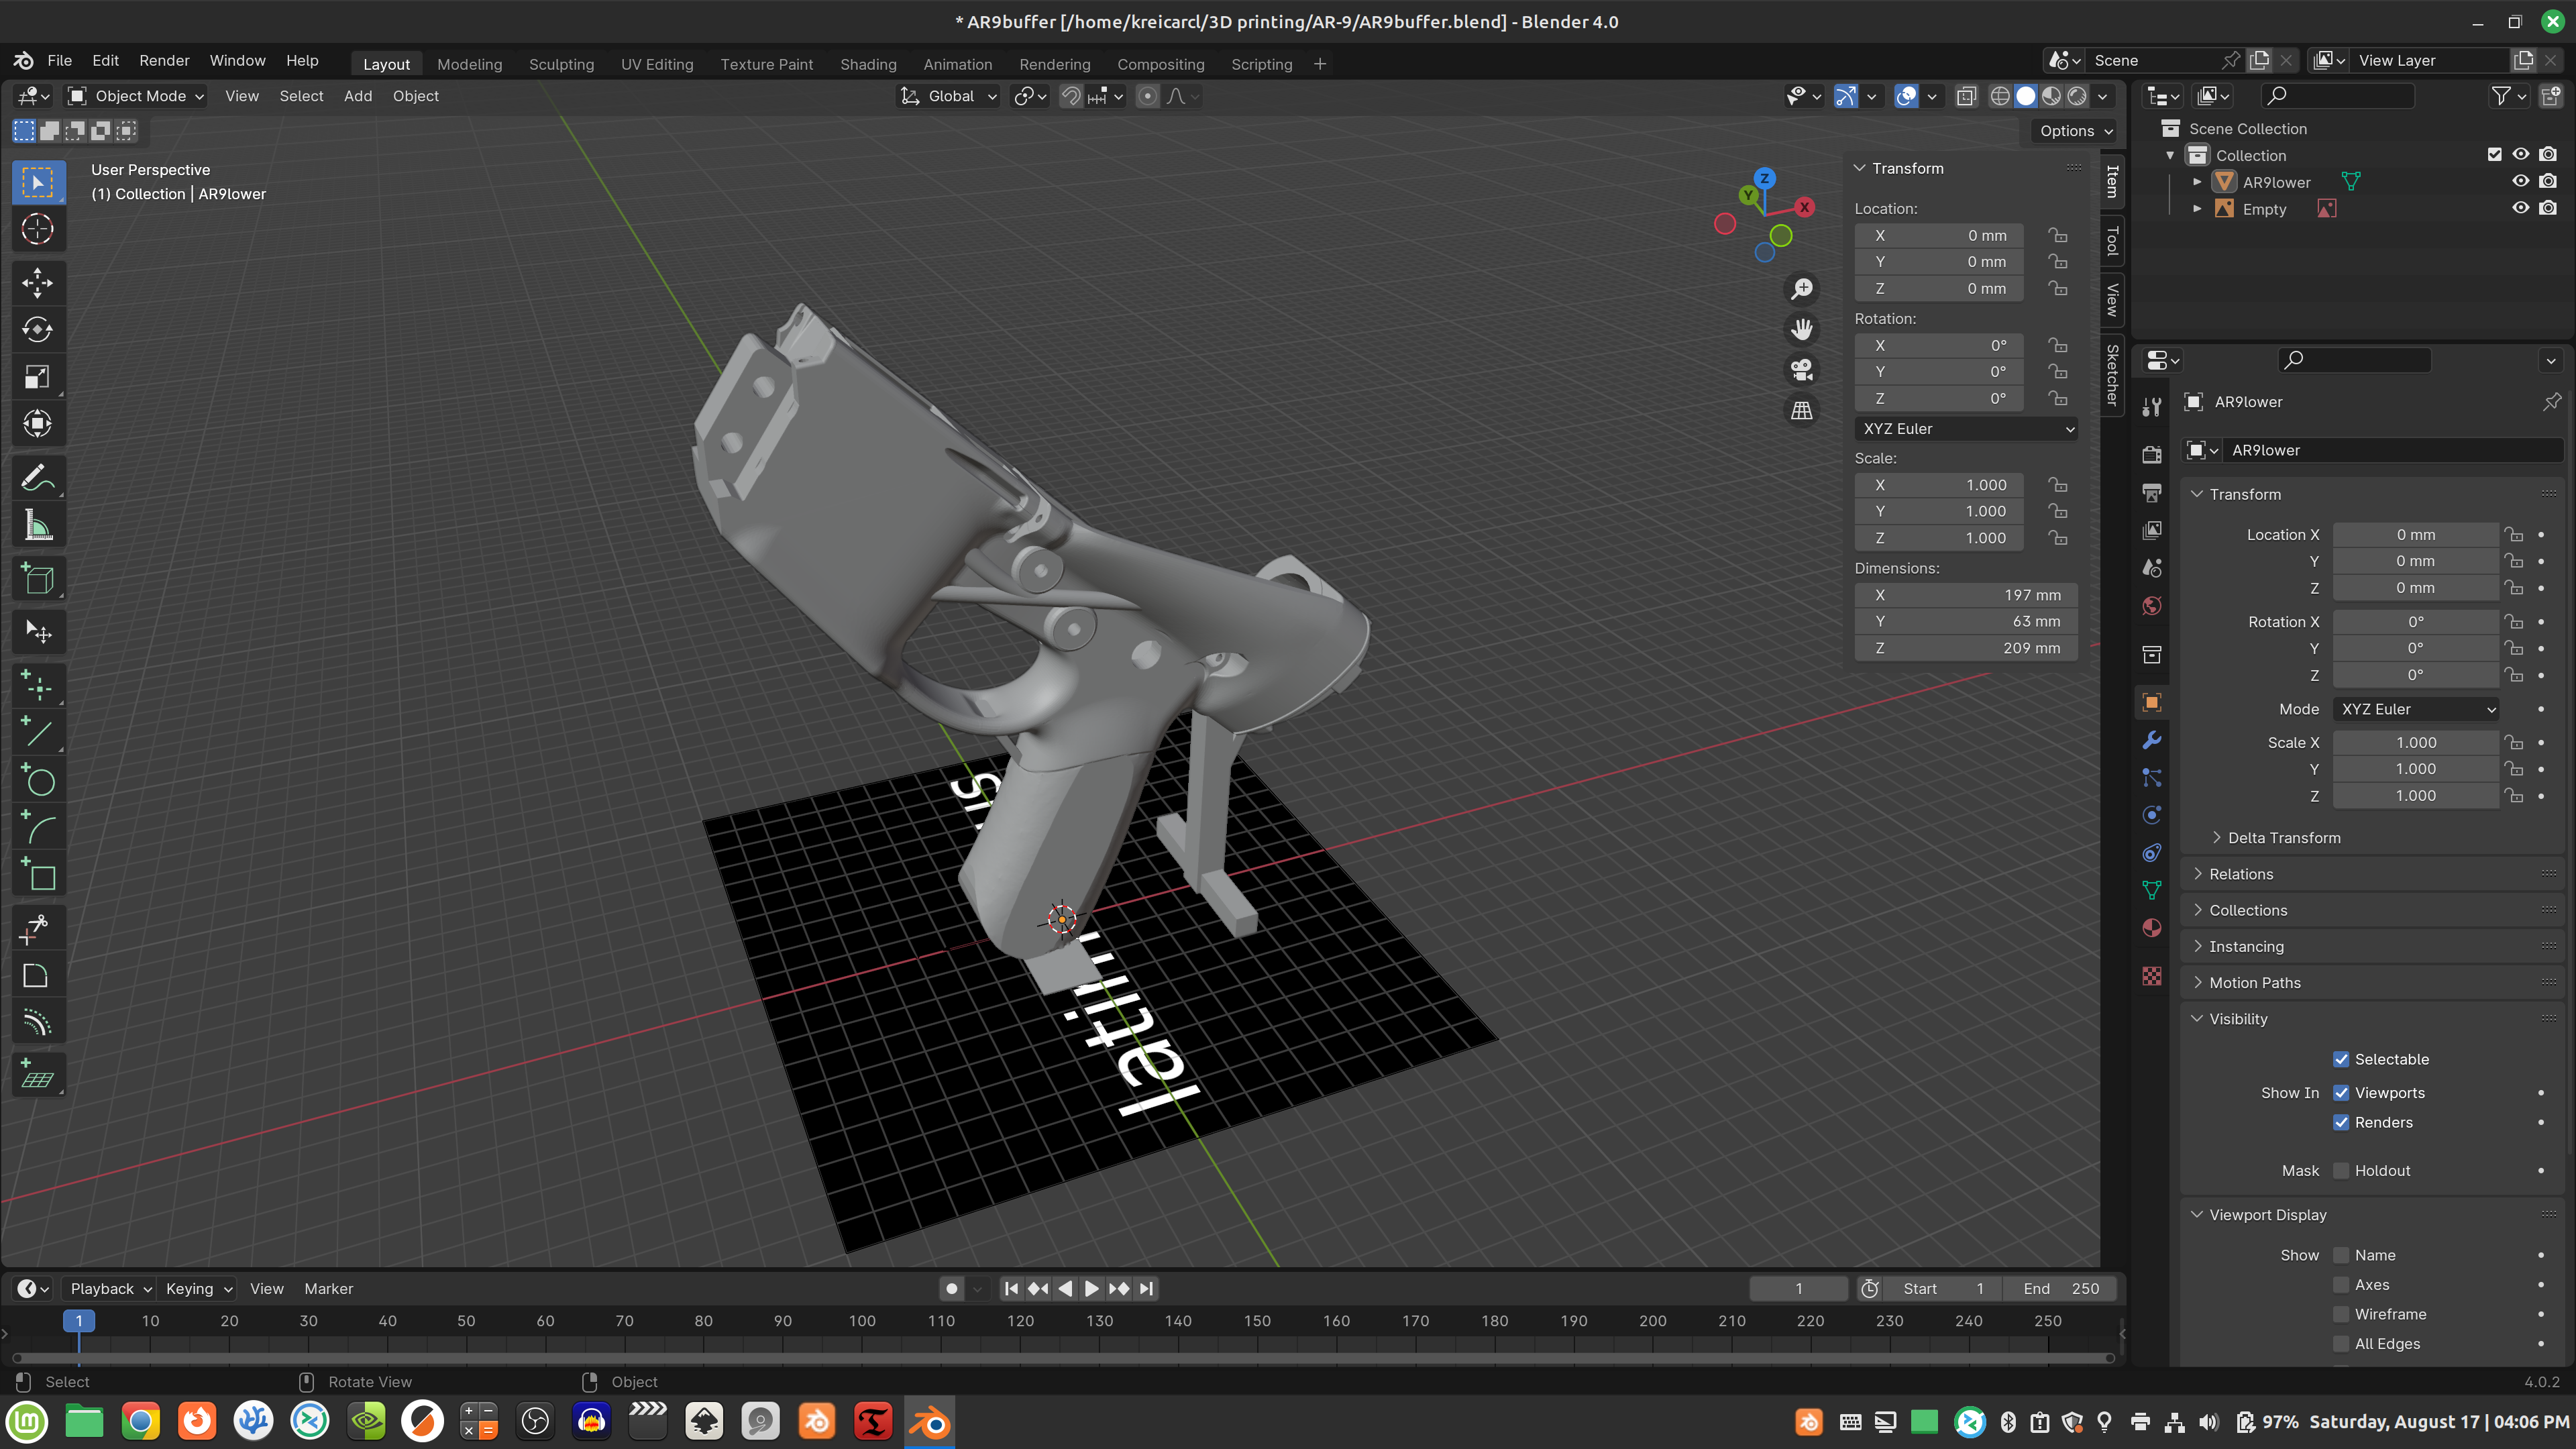 * AR9buffer [/home/kreicarcl/3D printing/AR-9/AR9buffer.blend] - Blender 4.0
File Edit Render Window Help Layout Modeling Sculpting UV Editing Texture Paint Shading Animation Rendering Compositing Scripting + Scene View Layer
Object Mode View Select Add Object Global
Options
User Perspective
(1) Collection | AR9lower
Z
Y
X
Transform
Location:
X 0 mm
Y 0 mm
Z 0 mm
Rotation:
X 0°
Y 0°
Z 0°
XYZ Euler
Scale:
X 1.000
Y 1.000
Z 1.000
Dimensions:
X 197 mm
Y 63 mm
Z 209 mm
Item
Tool
View
Sketcher
Scene Collection
Collection
AR9lower
Empty
AR9lower
AR9lower
Transform
Location X 0 mm
Y 0 mm
Z 0 mm
Rotation X 0°
Y 0°
Z 0°
Mode XYZ Euler
Scale X 1.000
Y 1.000
Z 1.000
Delta Transform
Relations
Collections
Instancing
Motion Paths
Visibility
Selectable
Show In Viewports
Renders
Mask Holdout
Viewport Display
Show Name
Axes
Wireframe
All Edges
Playback Keying View Marker 1 Start 1 End 250
1 10 20 30 40 50 60 70 80 90 100 110 120 130 140 150 160 170 180 190 200 210 220 230 240 250
Select Rotate View Object 4.0.2
97% Saturday, August 17 | 04:06 PM